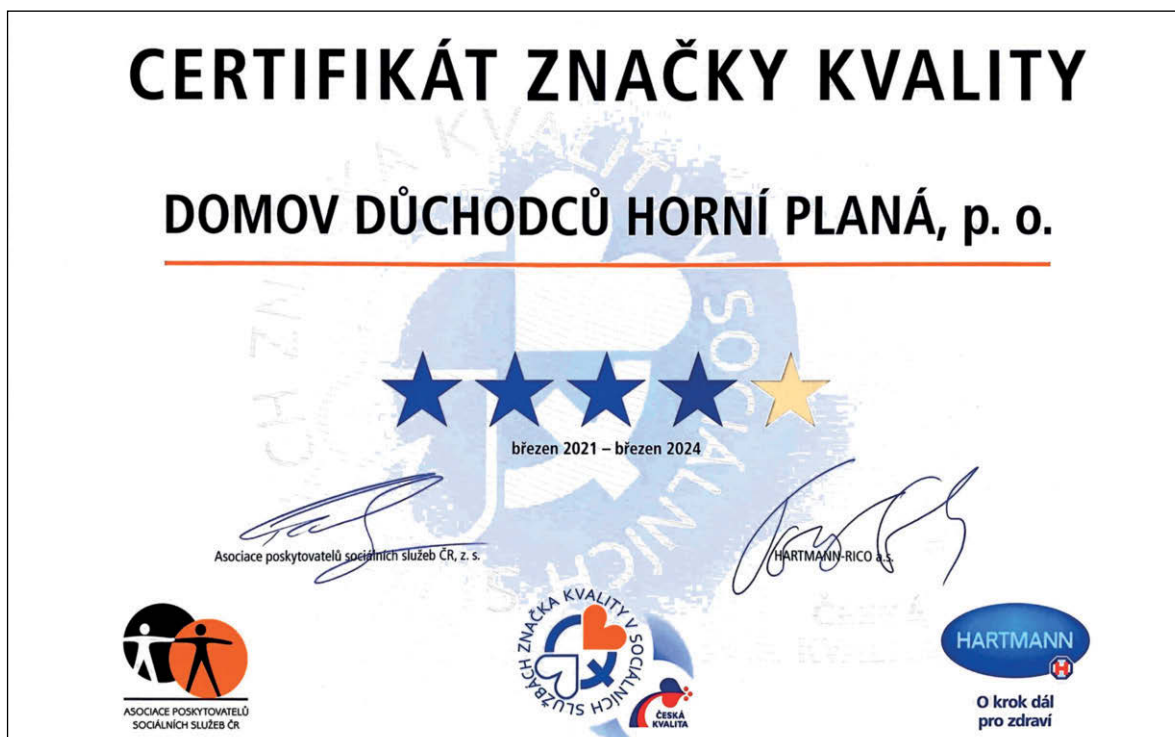 CERTIFIKÁT ZNAČKY KVALITY
DOMOV DŮCHODCŮ HORNÍ PLANÁ, p. o.
březen 2021 – březen 2024
Asociace poskytovatelů sociálních služeb ČR, z. s.
HARTMANN-RICO a.s.
ASOCIACE POSKYTOVATELŮ
SOCIÁLNÍCH SLUŽEB ČR
ZNAČKA KVALITY V SOCIÁLNÍCH SLUŽBÁCH
ČESKÁ
KVALITA
HARTMANN
H
O krok dál
pro zdraví